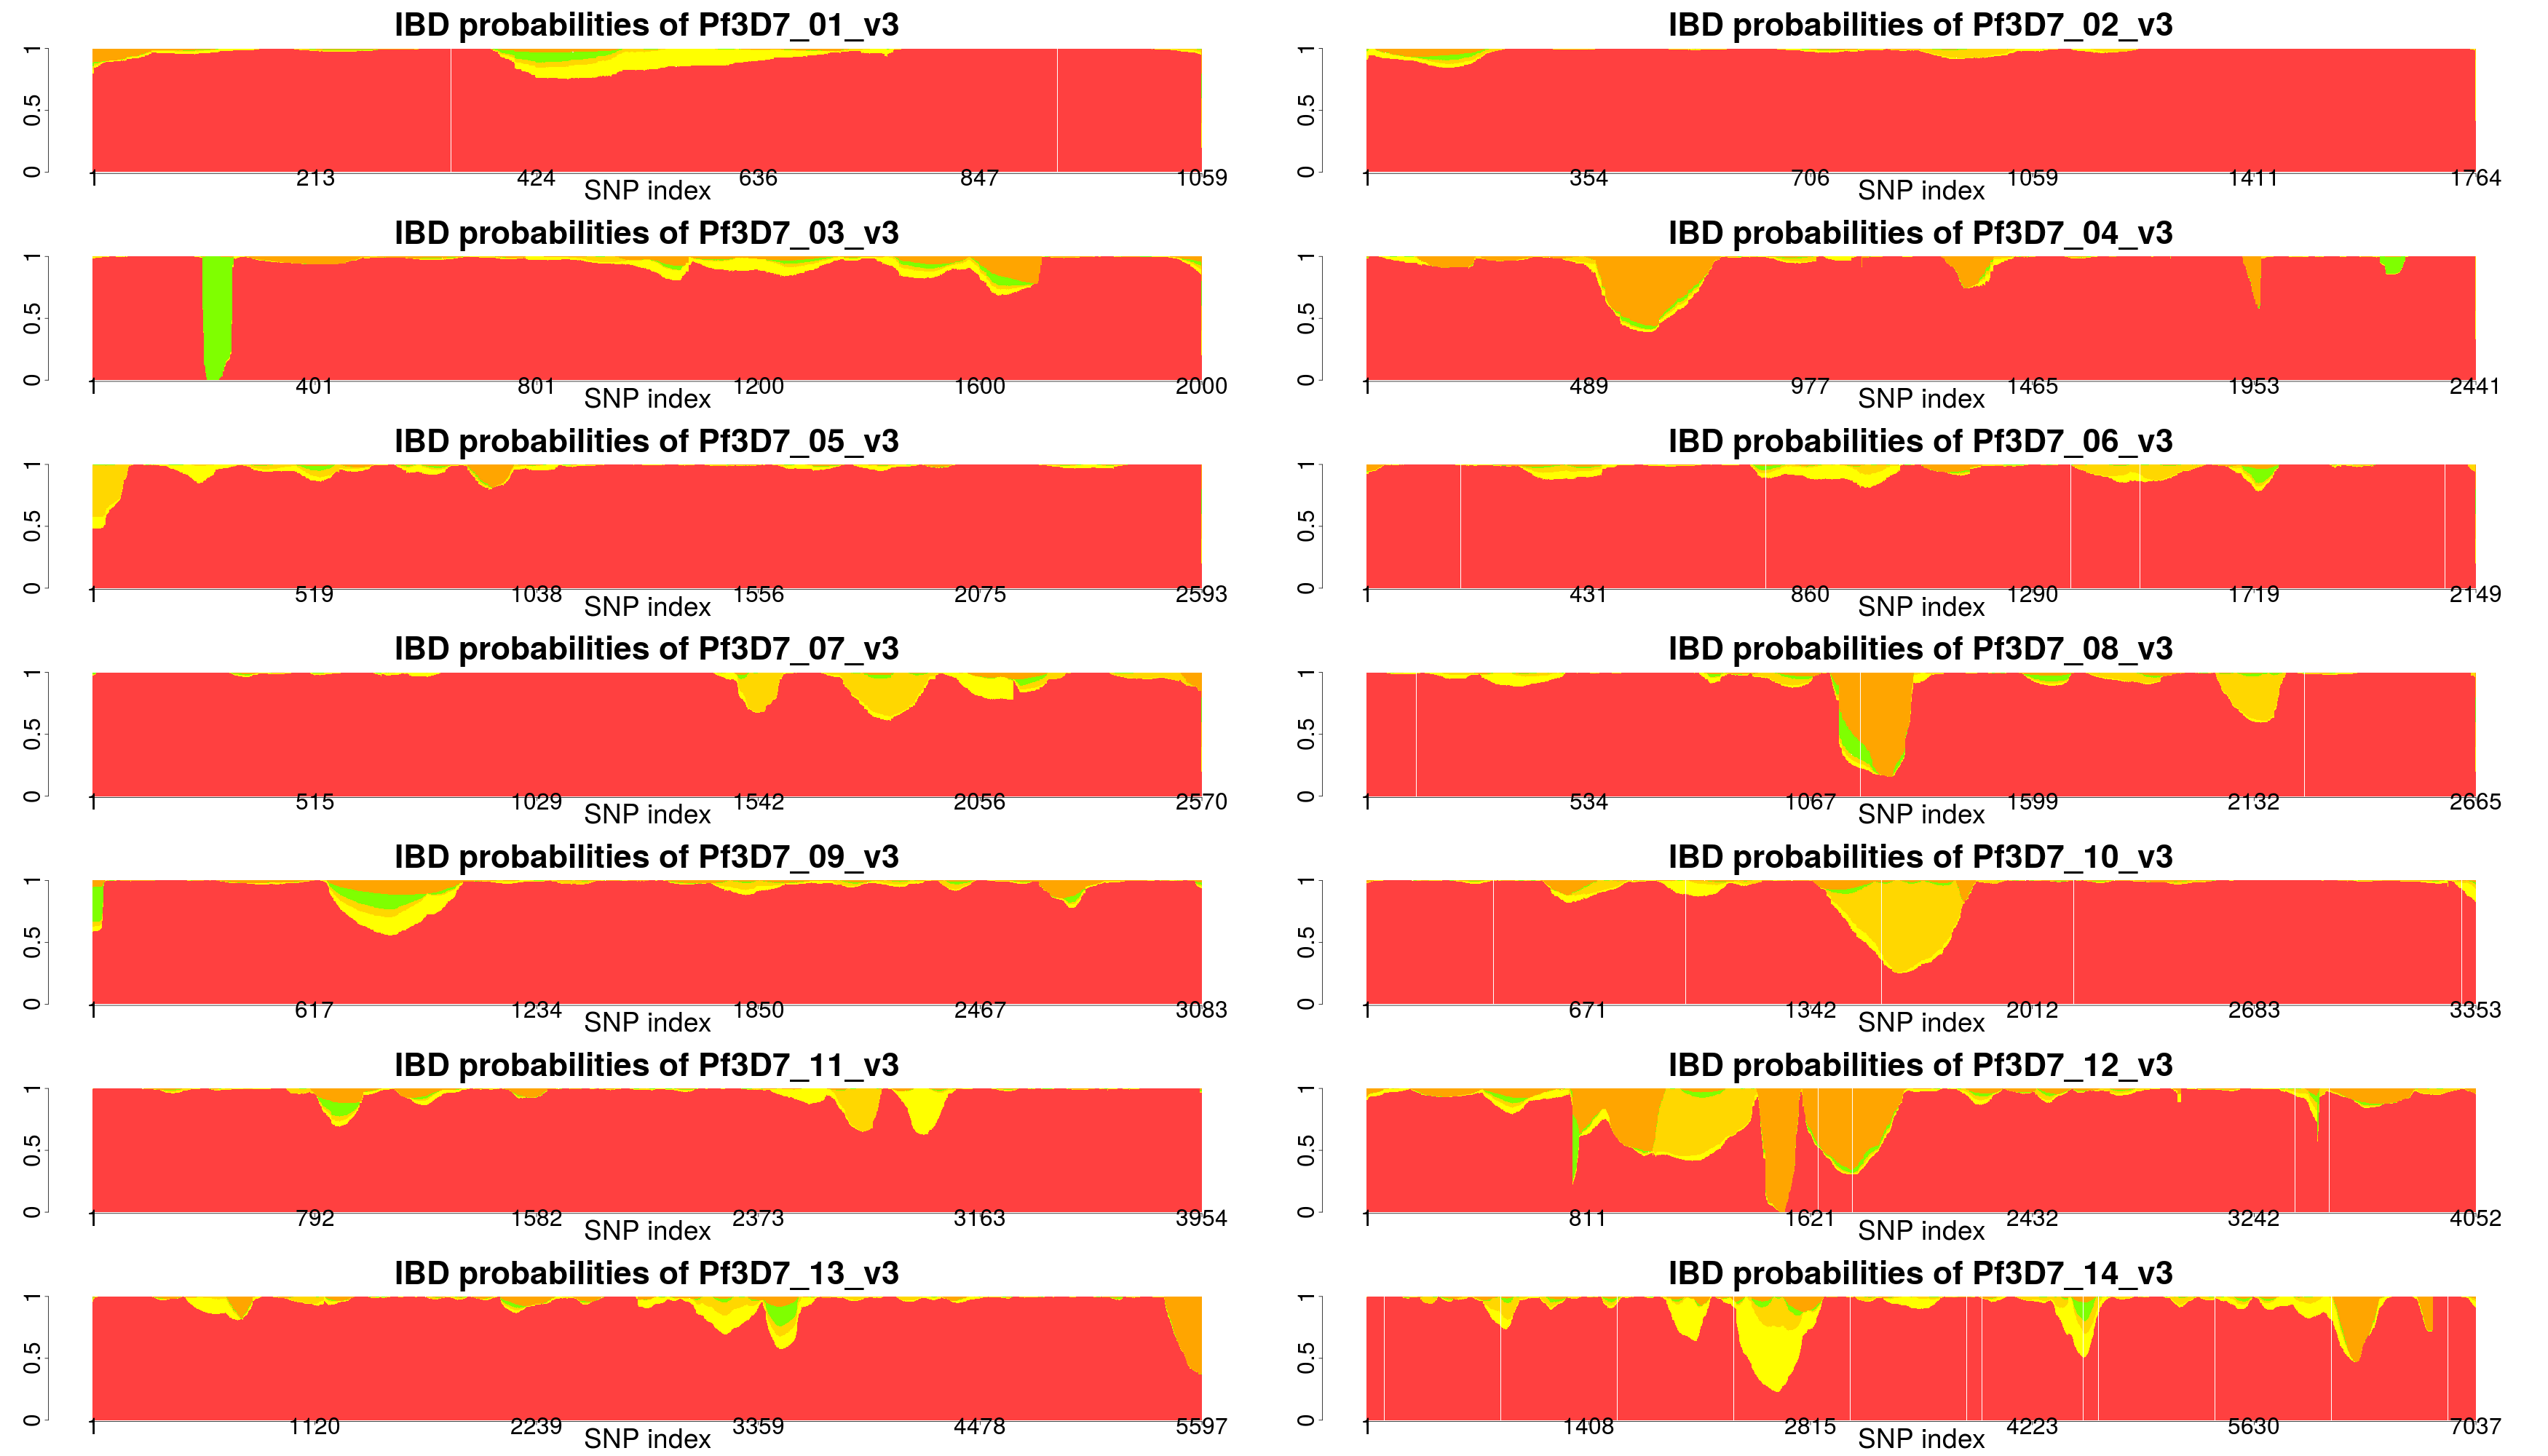 IBD probabilities of Pf3D7_01_v3
0 0.5 1
1 213 424 636 847 1059
SNP index
IBD probabilities of Pf3D7_02_v3
0 0.5 1
1 354 706 1059 1411 1764
SNP index
IBD probabilities of Pf3D7_03_v3
0 0.5 1
1 401 801 1200 1600 2000
SNP index
IBD probabilities of Pf3D7_04_v3
0 0.5 1
1 489 977 1465 1953 2441
SNP index
IBD probabilities of Pf3D7_05_v3
0 0.5 1
1 519 1038 1556 2075 2593
SNP index
IBD probabilities of Pf3D7_06_v3
0 0.5 1
1 431 860 1290 1719 2149
SNP index
IBD probabilities of Pf3D7_07_v3
0 0.5 1
1 515 1029 1542 2056 2570
SNP index
IBD probabilities of Pf3D7_08_v3
0 0.5 1
1 534 1067 1599 2132 2665
SNP index
IBD probabilities of Pf3D7_09_v3
0 0.5 1
1 617 1234 1850 2467 3083
SNP index
IBD probabilities of Pf3D7_10_v3
0 0.5 1
1 671 1342 2012 2683 3353
SNP index
IBD probabilities of Pf3D7_11_v3
0 0.5 1
1 792 1582 2373 3163 3954
SNP index
IBD probabilities of Pf3D7_12_v3
0 0.5 1
1 811 1621 2432 3242 4052
SNP index
IBD probabilities of Pf3D7_13_v3
0 0.5 1
1 1120 2239 3359 4478 5597
SNP index
IBD probabilities of Pf3D7_14_v3
0 0.5 1
1 1408 2815 4223 5630 7037
SNP index